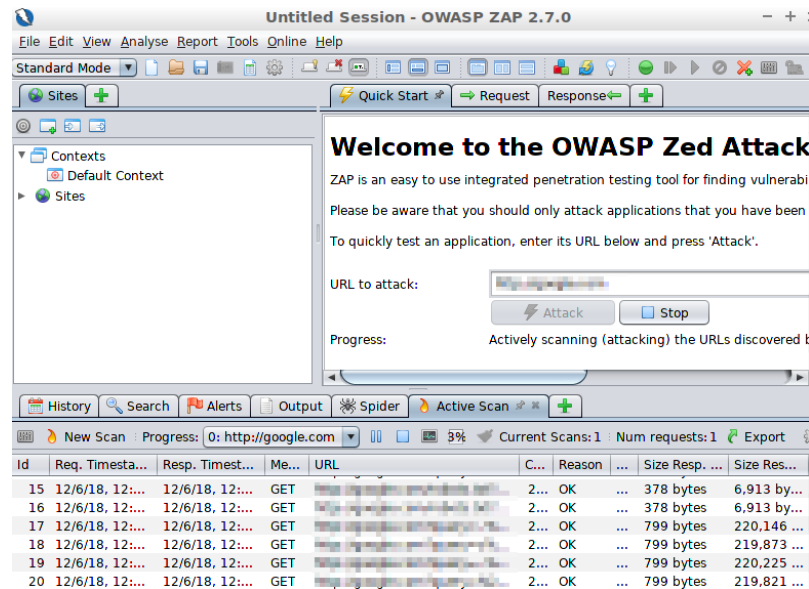 Untitled Session - OWASP ZAP 2.7.0
File Edit View Analyse Report Tools Online Help
Standard Mode
Sites
Quick Start Request Response
Contexts
Default Context
Sites
Welcome to the OWASP Zed Attack
ZAP is an easy to use integrated penetration testing tool for finding vulnerabi
Please be aware that you should only attack applications that you have been
To quickly test an application, enter its URL below and press 'Attack'.
URL to attack:
Attack Stop
Progress: Actively scanning (attacking) the URLs discovered b
History Search Alerts Output Spider Active Scan
New Scan Progress: 0: http://google.com 3% Current Scans: 1 Num requests: 1 Export
Id Req. Timesta... Resp. Timest... Me... URL C... Reason ... Size Resp. ... Size Res...
15 12/6/18, 12:... 12/6/18, 12:... GET 2... OK ... 378 bytes 6,913 by...
16 12/6/18, 12:... 12/6/18, 12:... GET 2... OK ... 378 bytes 6,913 by...
17 12/6/18, 12:... 12/6/18, 12:... GET 2... OK ... 799 bytes 220,146 ...
18 12/6/18, 12:... 12/6/18, 12:... GET 2... OK ... 799 bytes 219,873 ...
19 12/6/18, 12:... 12/6/18, 12:... GET 2... OK ... 799 bytes 220,225 ...
20 12/6/18, 12:... 12/6/18, 12:... GET 2... OK ... 799 bytes 219,821 ...